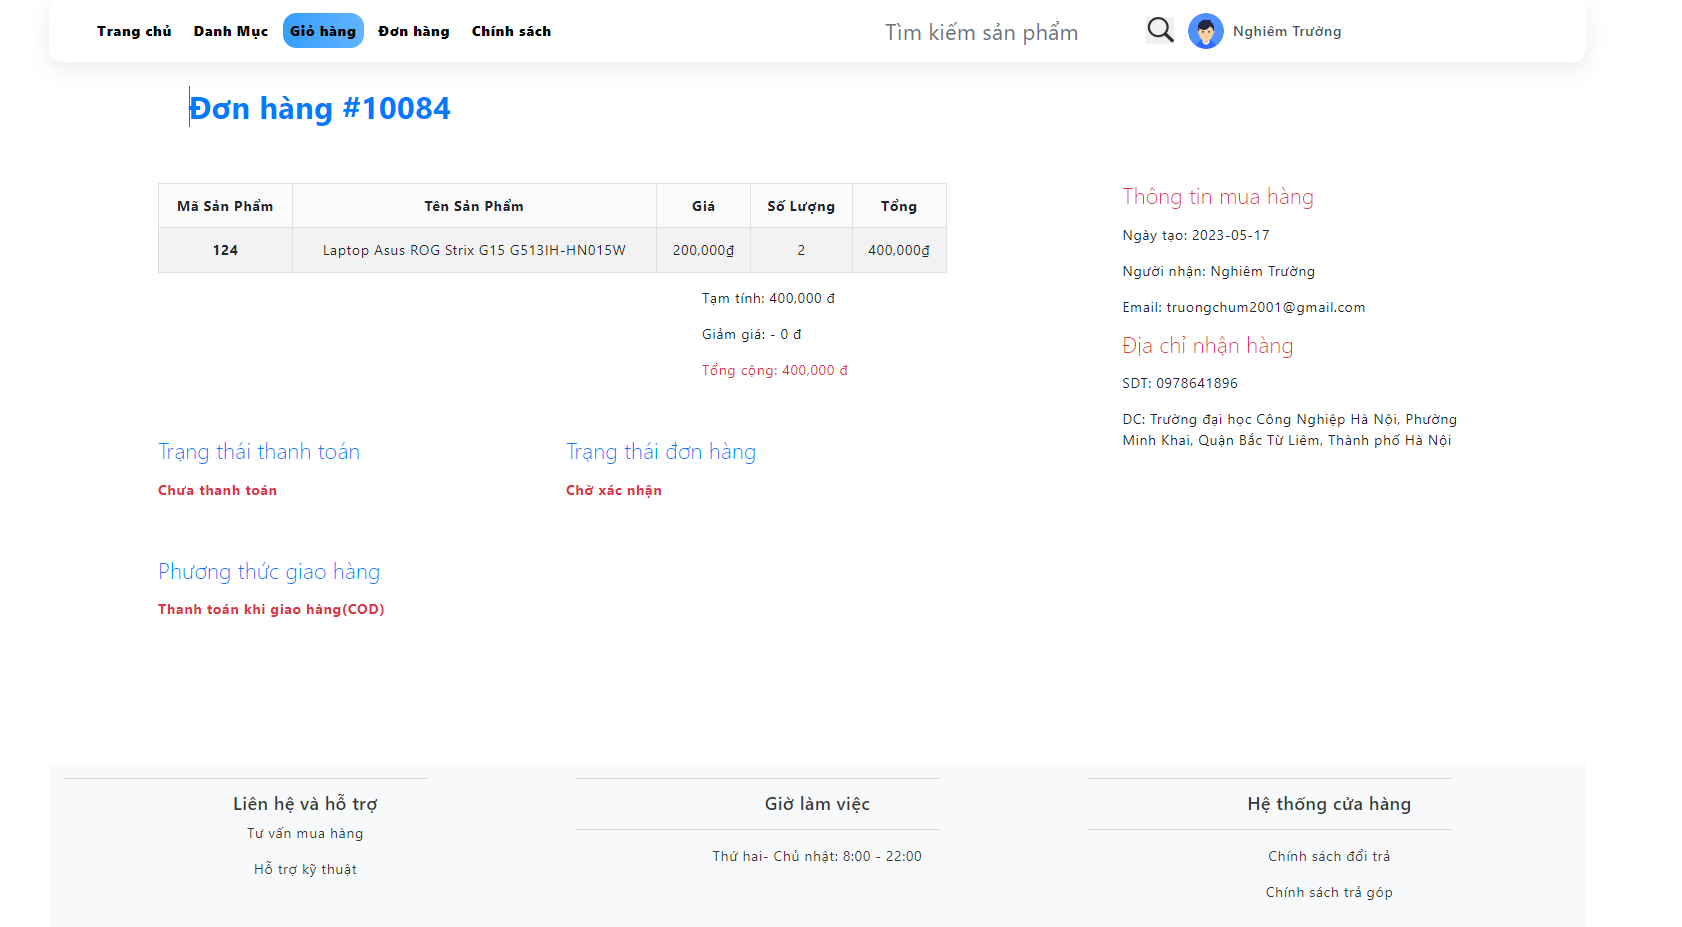 Trang chủ Danh Mục Giỏ hàng Đơn hàng Chính sách Tìm kiếm sản phẩm Nghiêm Trường
Đơn hàng #10084
Mã Sản Phẩm Tên Sản Phẩm Giá Số Lượng Tổng
124 Laptop Asus ROG Strix G15 G513IH-HN015W 200,000₫ 2 400,000₫
Tạm tính: 400,000 đ
Giảm giá: - 0 đ
Tổng cộng: 400,000 đ
Thông tin mua hàng
Ngày tạo: 2023-05-17
Người nhận: Nghiêm Trường
Email: truongchum2001@gmail.com
Địa chỉ nhận hàng
SDT: 0978641896
DC: Trường đại học Công Nghiệp Hà Nội, Phường
Minh Khai, Quận Bắc Từ Liêm, Thành phố Hà Nội
Trạng thái thanh toán
Chưa thanh toán
Trạng thái đơn hàng
Chờ xác nhận
Phương thức giao hàng
Thanh toán khi giao hàng(COD)
Liên hệ và hỗ trợ
Tư vấn mua hàng
Hỗ trợ kỹ thuật
Giờ làm việc
Thứ hai- Chủ nhật: 8:00 - 22:00
Hệ thống cửa hàng
Chính sách đổi trả
Chính sách trả góp